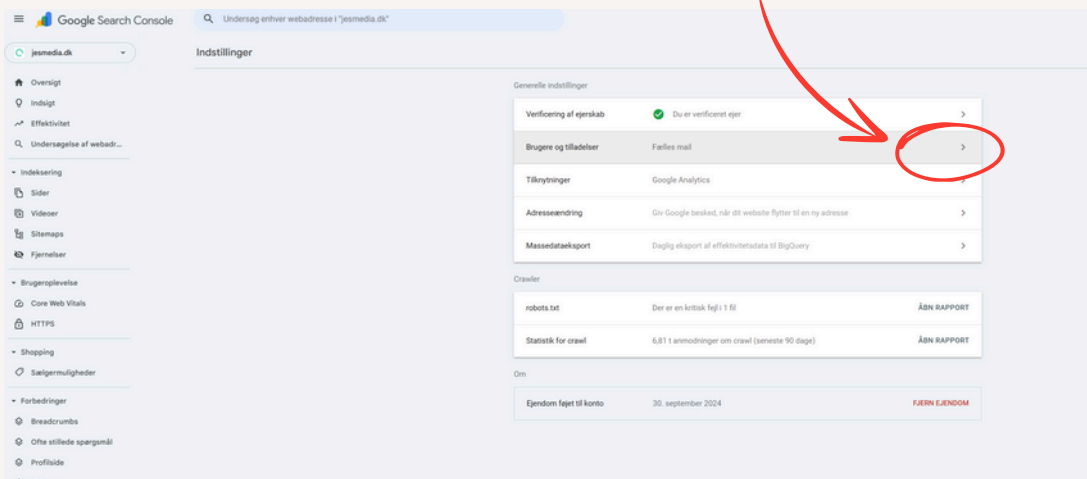 Google Search Console
Undersøg enhver webadresse i "jesmedia.dk"
jesmedia.dk
Indstillinger
Oversigt
Indsigt
Effektivitet
Undersøgelse af webadr...
Indeksering
Sider
Videoer
Sitemaps
Fjernelser
Brugeroplevelse
Core Web Vitals
HTTPS
Shopping
Sælgermuligheder
Forbedringer
Breadcrumbs
Ofte stillede spørgsmål
Profilside
Generelle indstillinger
Verificering af ejerskab Du er verificeret ejer
Brugere og tilladelser Fælles mail
Tilknytninger Google Analytics
Adresseændring Giv Google besked, når dit website flytter til en ny adresse
Massedataeksport Daglig eksport af effektivitetsdata til BigQuery
Crawler
robots.txt Der er en kritisk fejl i 1 fil ÅBN RAPPORT
Statistik for crawl 6,81 t anmodninger om crawl (seneste 90 dage) ÅBN RAPPORT
Om
Ejendom føjet til konto 30. september 2024 FJERN EJENDOM